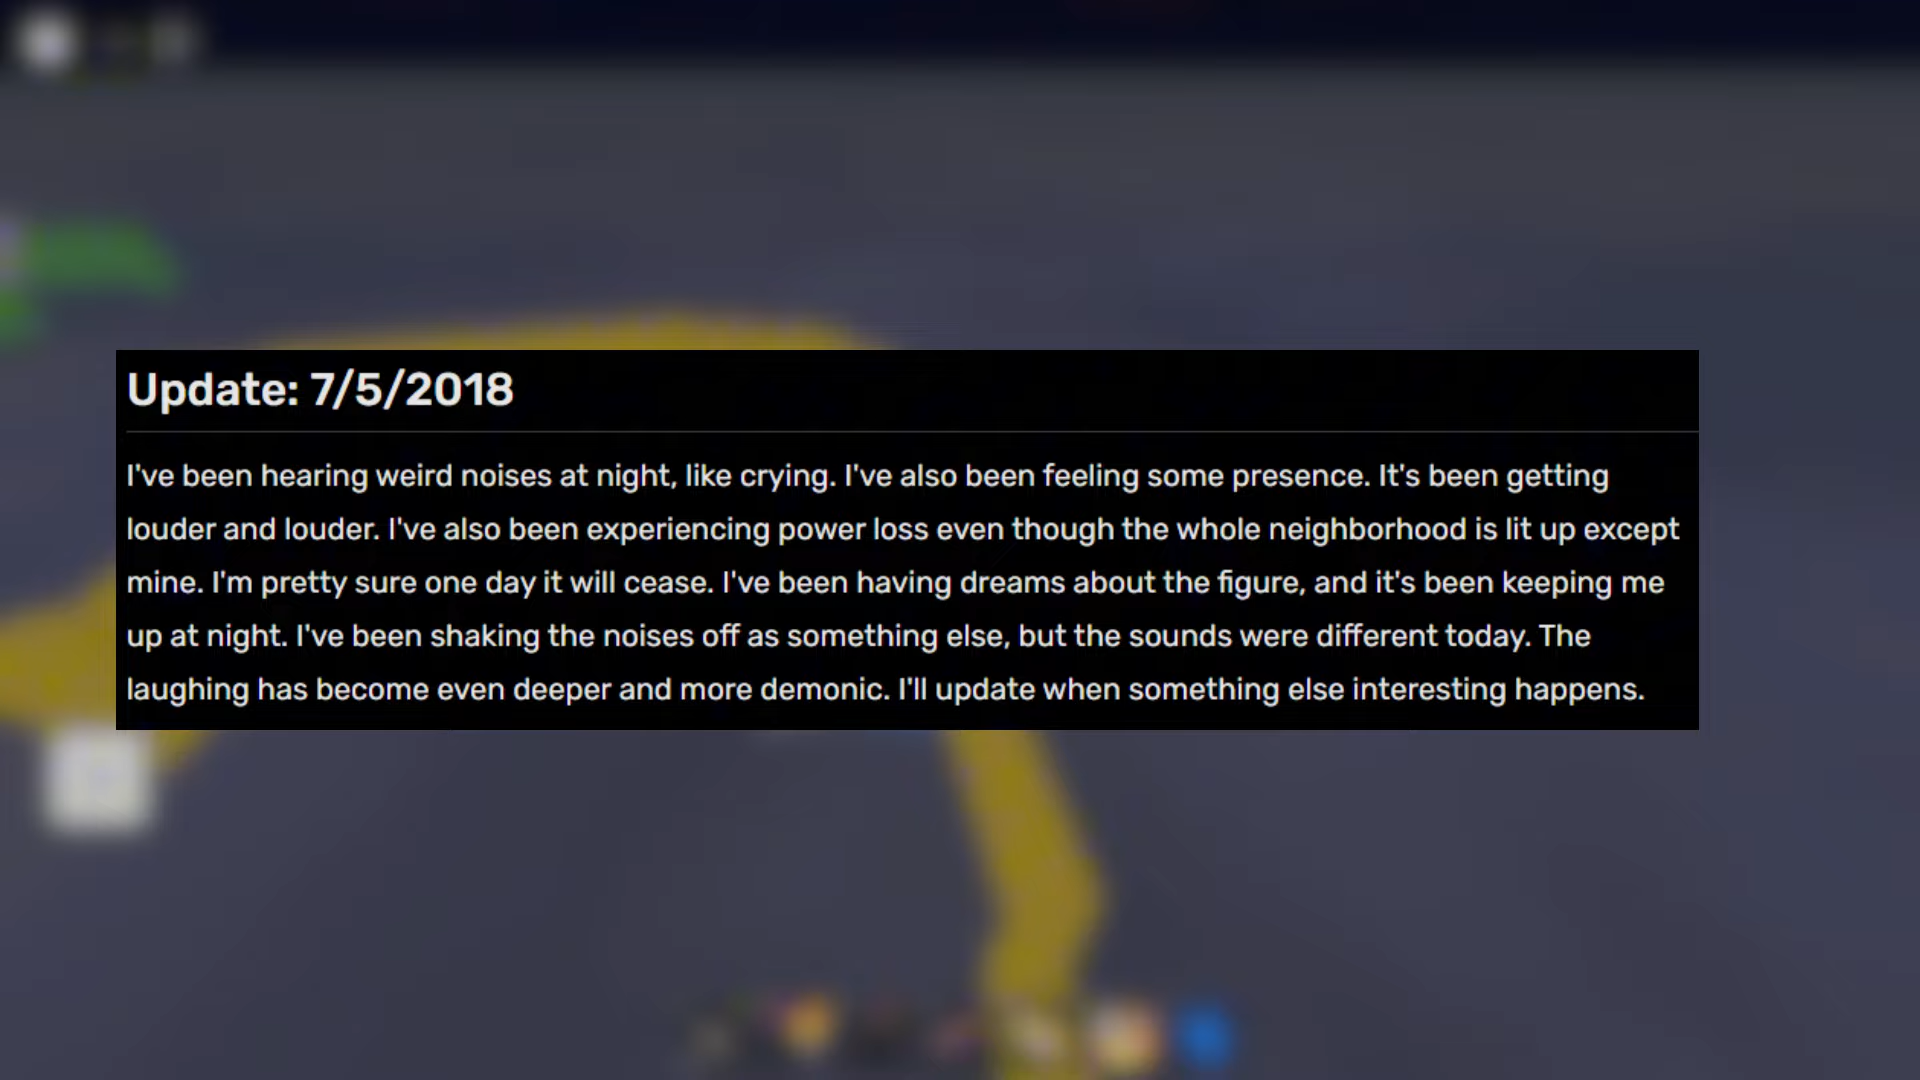 Update: 7/5/2018
I've been hearing weird noises at night, like crying. I've also been feeling some presence. It's been getting
louder and louder. I've also been experiencing power loss even though the whole neighborhood is lit up except
mine. I'm pretty sure one day it will cease. I've been having dreams about the figure, and it's been keeping me
up at night. I've been shaking the noises off as something else, but the sounds were different today. The
laughing has become even deeper and more demonic. I'll update when something else interesting happens.